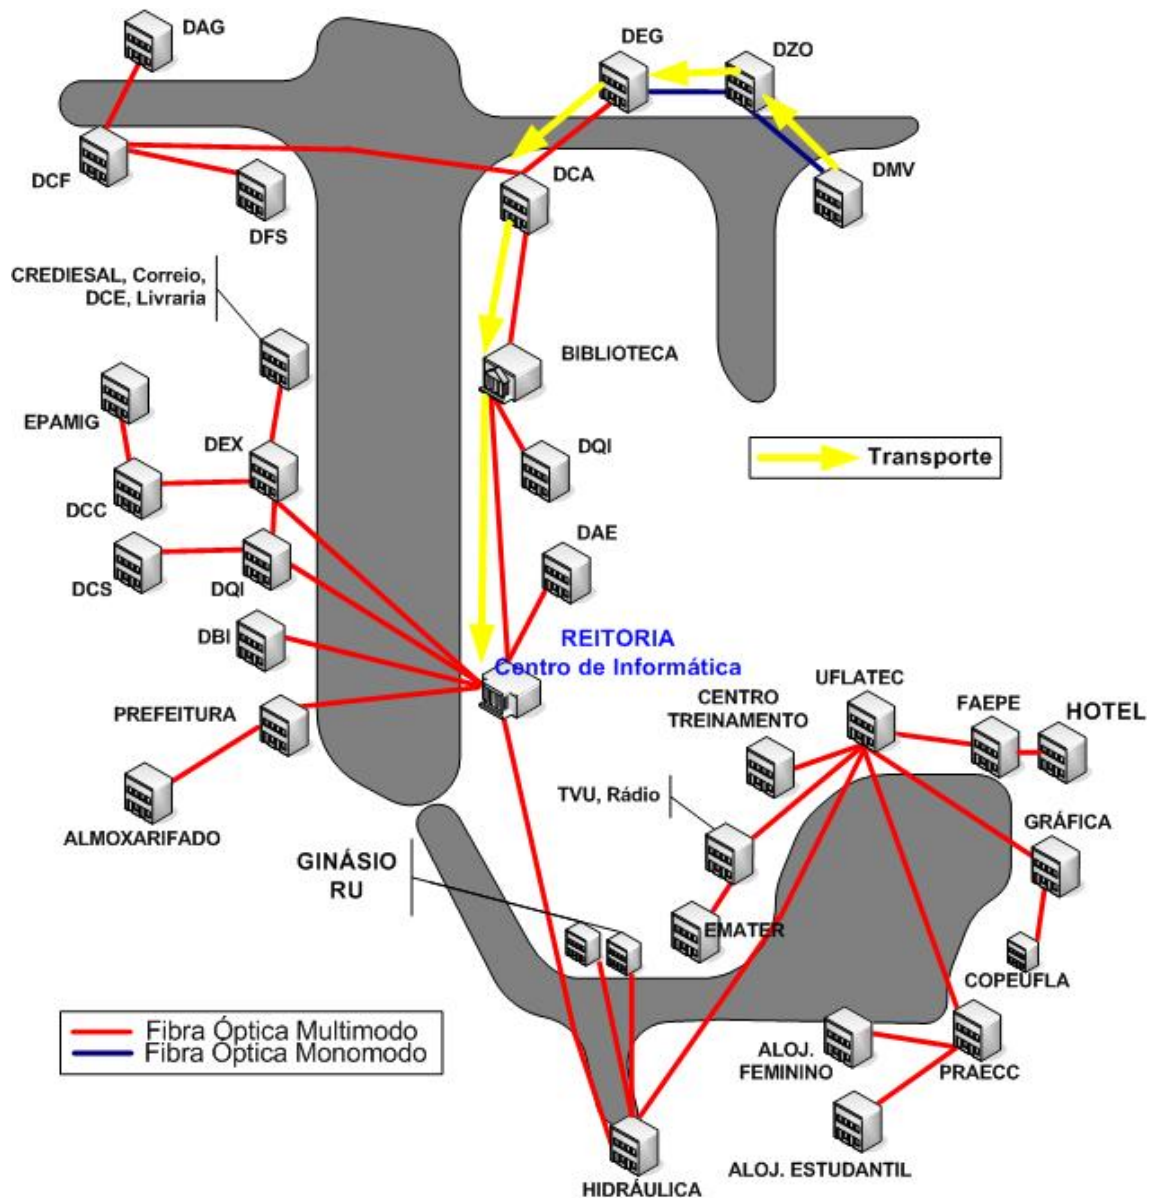 DAG
DEG
DZO
DCF
DCA
DMV
DFS
CREDIESAL, Correio,
DCE, Livraria
BIBLIOTECA
EPAMIG
DEX
DQI
Transporte
DCC
DAE
DCS
DQI
DBI
REITORIA
Centro de Informática
UFLATEC
PREFEITURA
CENTRO
TREINAMENTO
FAEPE
HOTEL
TVU, Rádio
ALMOXARIFADO
GRÁFICA
GINÁSIO
RU
EMATER
COPEUFLA
Fibra Óptica Multimodo
Fibra Óptica Monomodo
ALOJ.
FEMININO
PRAECC
ALOJ. ESTUDANTIL
HIDRÁULICA